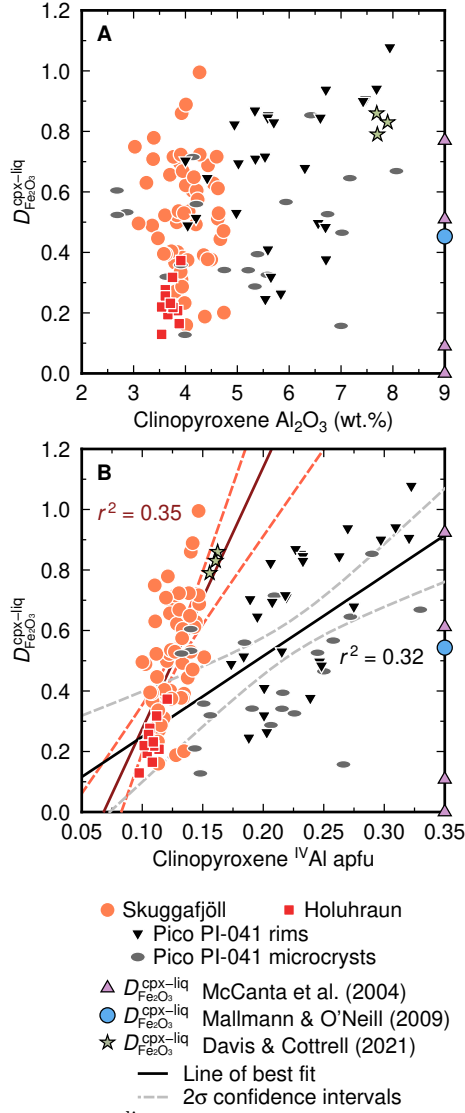 1.2
A
1.0
0.8
0.6
0.4
0.2
0.0
D cpx–liq Fe₂O₃
2 3 4 5 6 7 8 9
Clinopyroxene Al₂O₃ (wt.%)
1.2
B
r² = 0.35
1.0
0.8
0.6
0.4
0.2
0.0
D cpx–liq Fe₂O₃
r² = 0.32
0.05 0.10 0.15 0.20 0.25 0.30 0.35
Clinopyroxene ᴵⱽAl apfu
Skuggafjöll Holuhraun
Pico PI-041 rims
Pico PI-041 microcrysts
D cpx–liq Fe₂O₃ McCanta et al. (2004)
D cpx–liq Fe₂O₃ Mallmann & O'Neill (2009)
D cpx–liq Fe₂O₃ Davis & Cottrell (2021)
Line of best fit
2σ confidence intervals